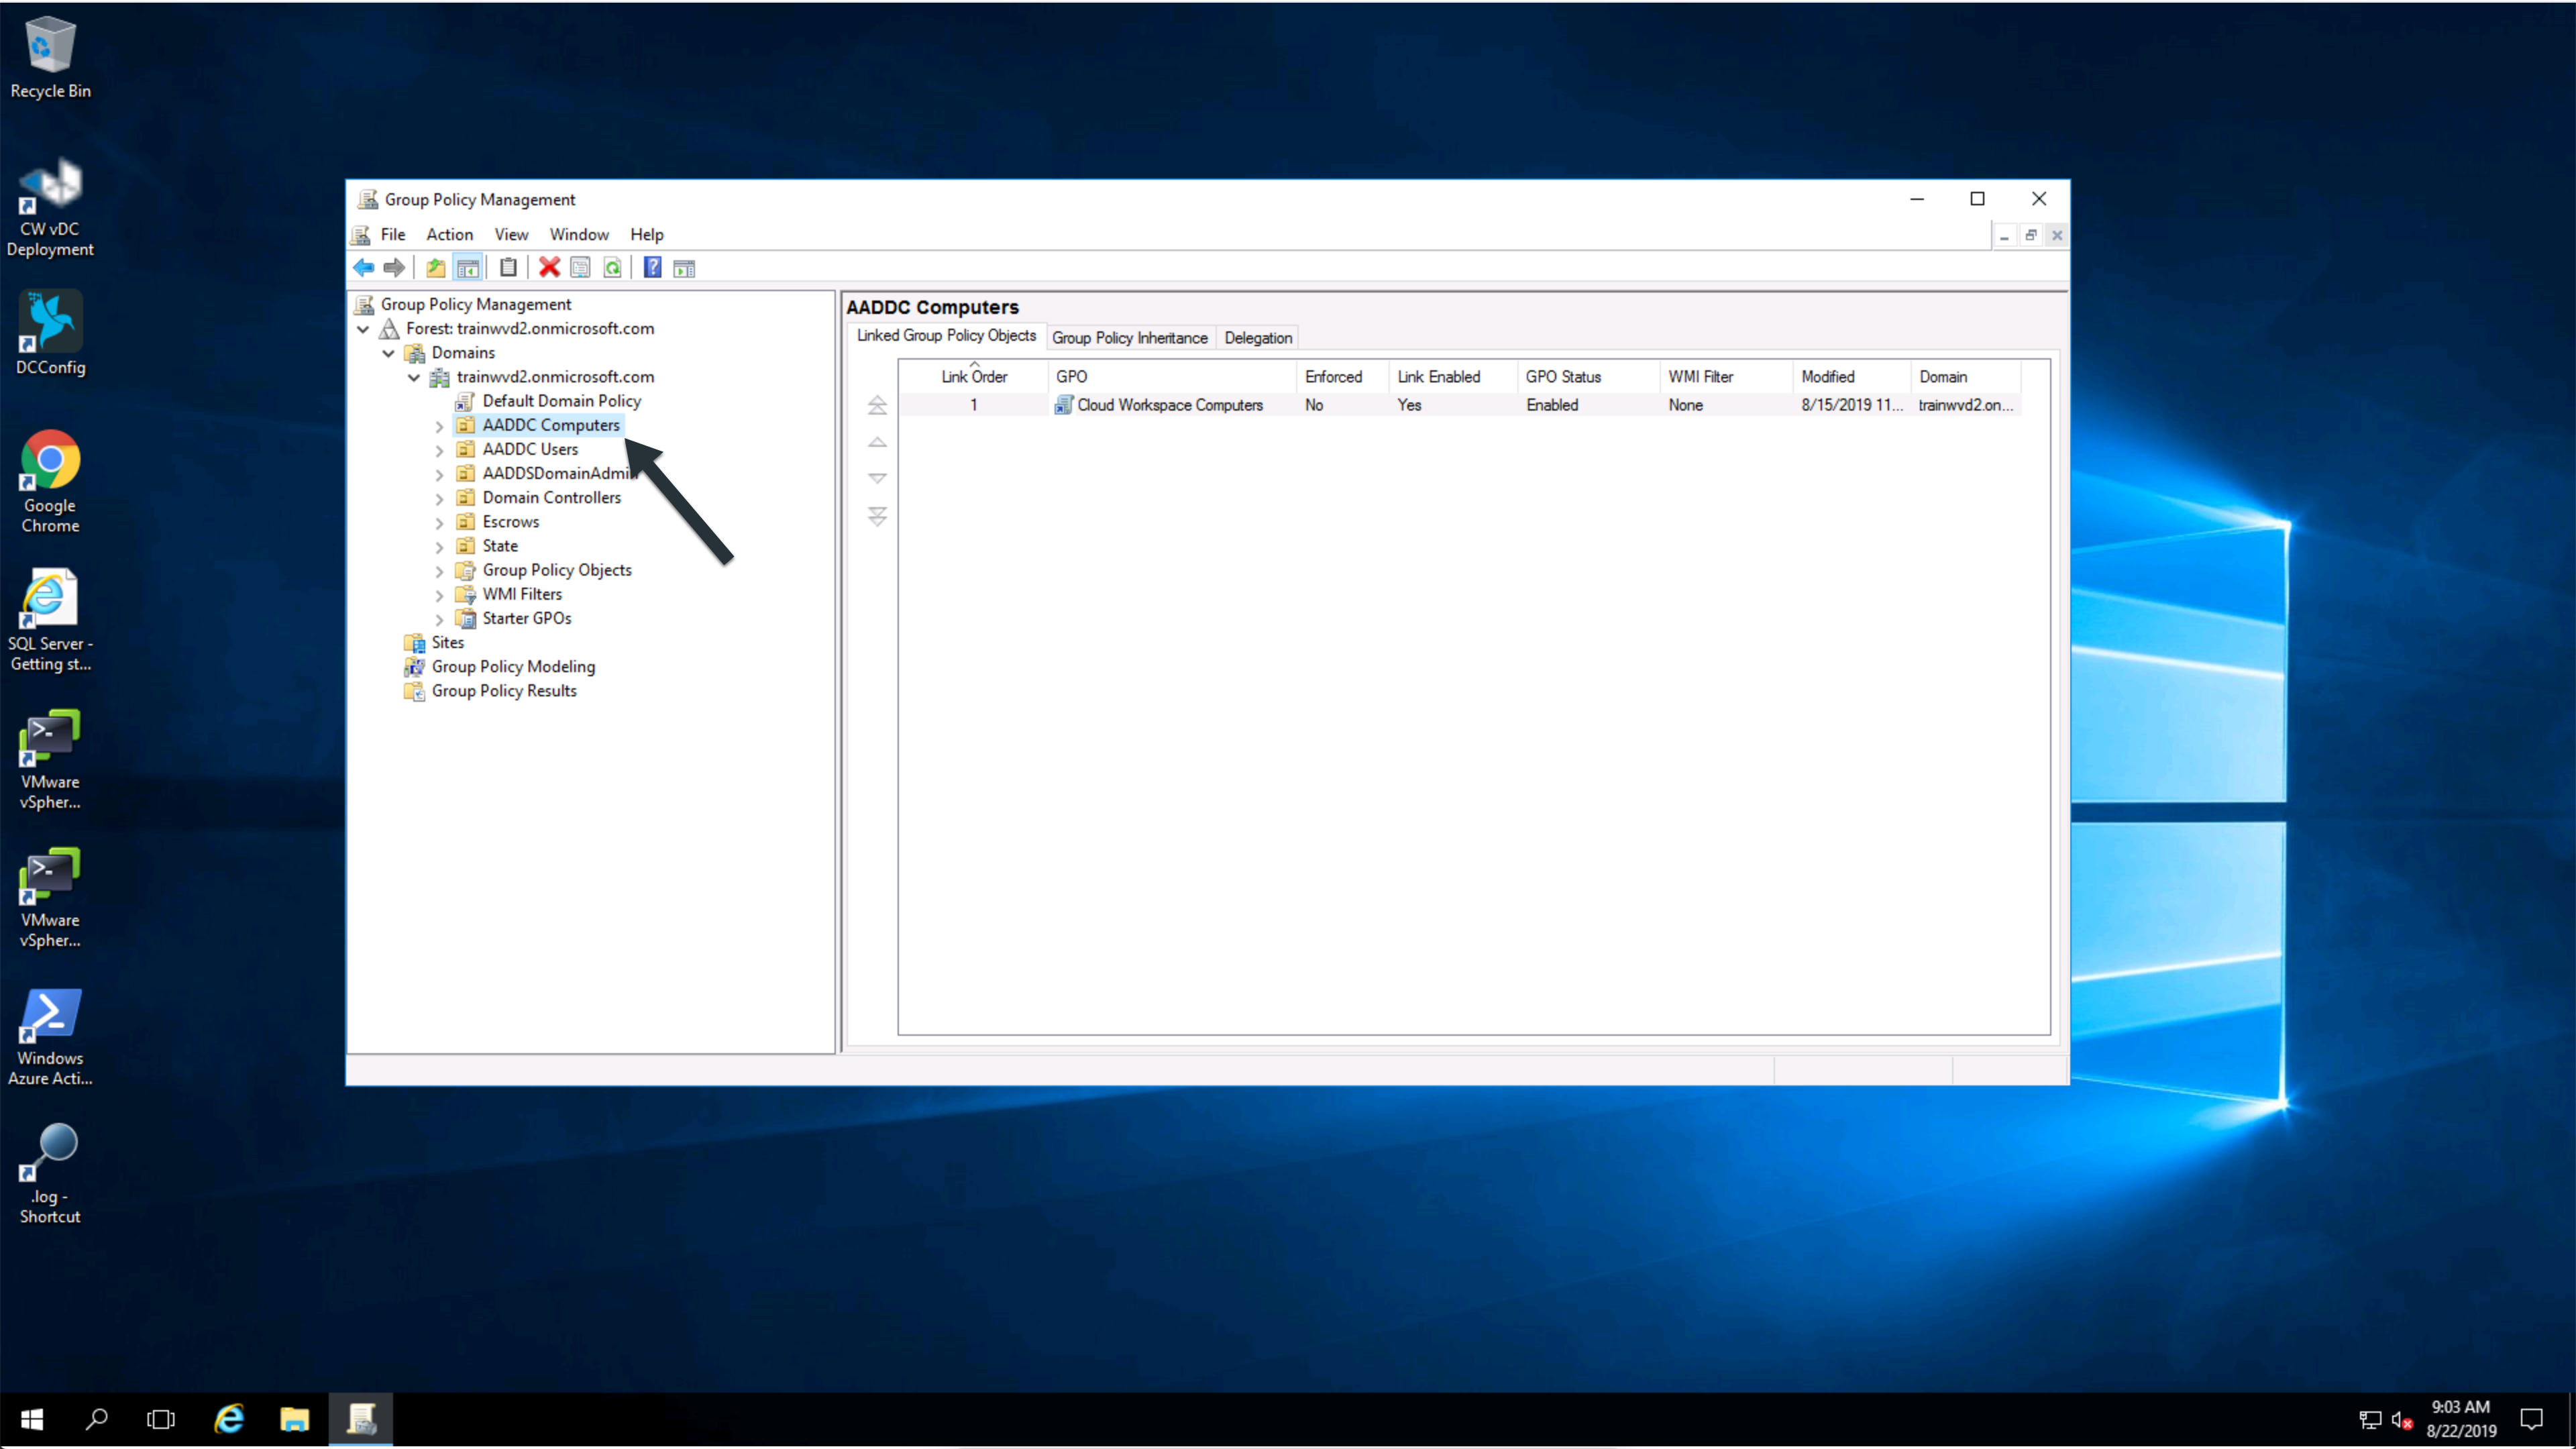 Recycle Bin
CW vDC
Deployment
DCConfig
Google
Chrome
SQL Server -
Getting st...
VMware
vSpher...
VMware
vSpher...
Windows
Azure Acti...
.log -
Shortcut
Group Policy Management
File Action View Window Help
Group Policy Management
Forest: trainwvd2.onmicrosoft.com
Domains
trainwvd2.onmicrosoft.com
Default Domain Policy
AADDC Computers
AADDC Users
AADDSDomainAdmin
Domain Controllers
Escrows
State
Group Policy Objects
WMI Filters
Starter GPOs
Sites
Group Policy Modeling
Group Policy Results
AADDC Computers
Linked Group Policy Objects Group Policy Inheritance Delegation
Link Order GPO Enforced Link Enabled GPO Status WMI Filter Modified Domain
1 Cloud Workspace Computers No Yes Enabled None 8/15/2019 11... trainwvd2.on...
9:03 AM
8/22/2019